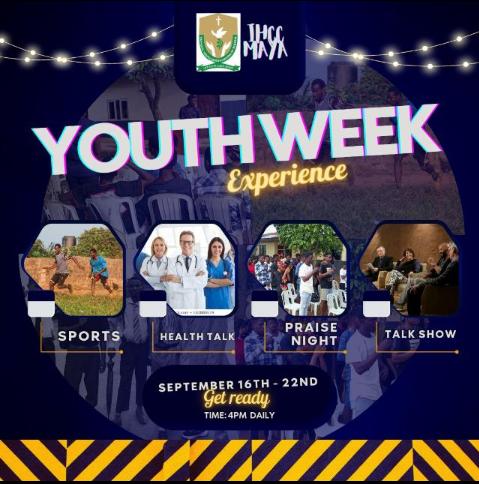 IHCC
MAYA
YOUTH WEEK
Experience
SPORTS
HEALTH TALK
PRAISE
NIGHT
TALK SHOW
SEPTEMBER 16TH - 22ND
Get ready
TIME:4PM DAILY